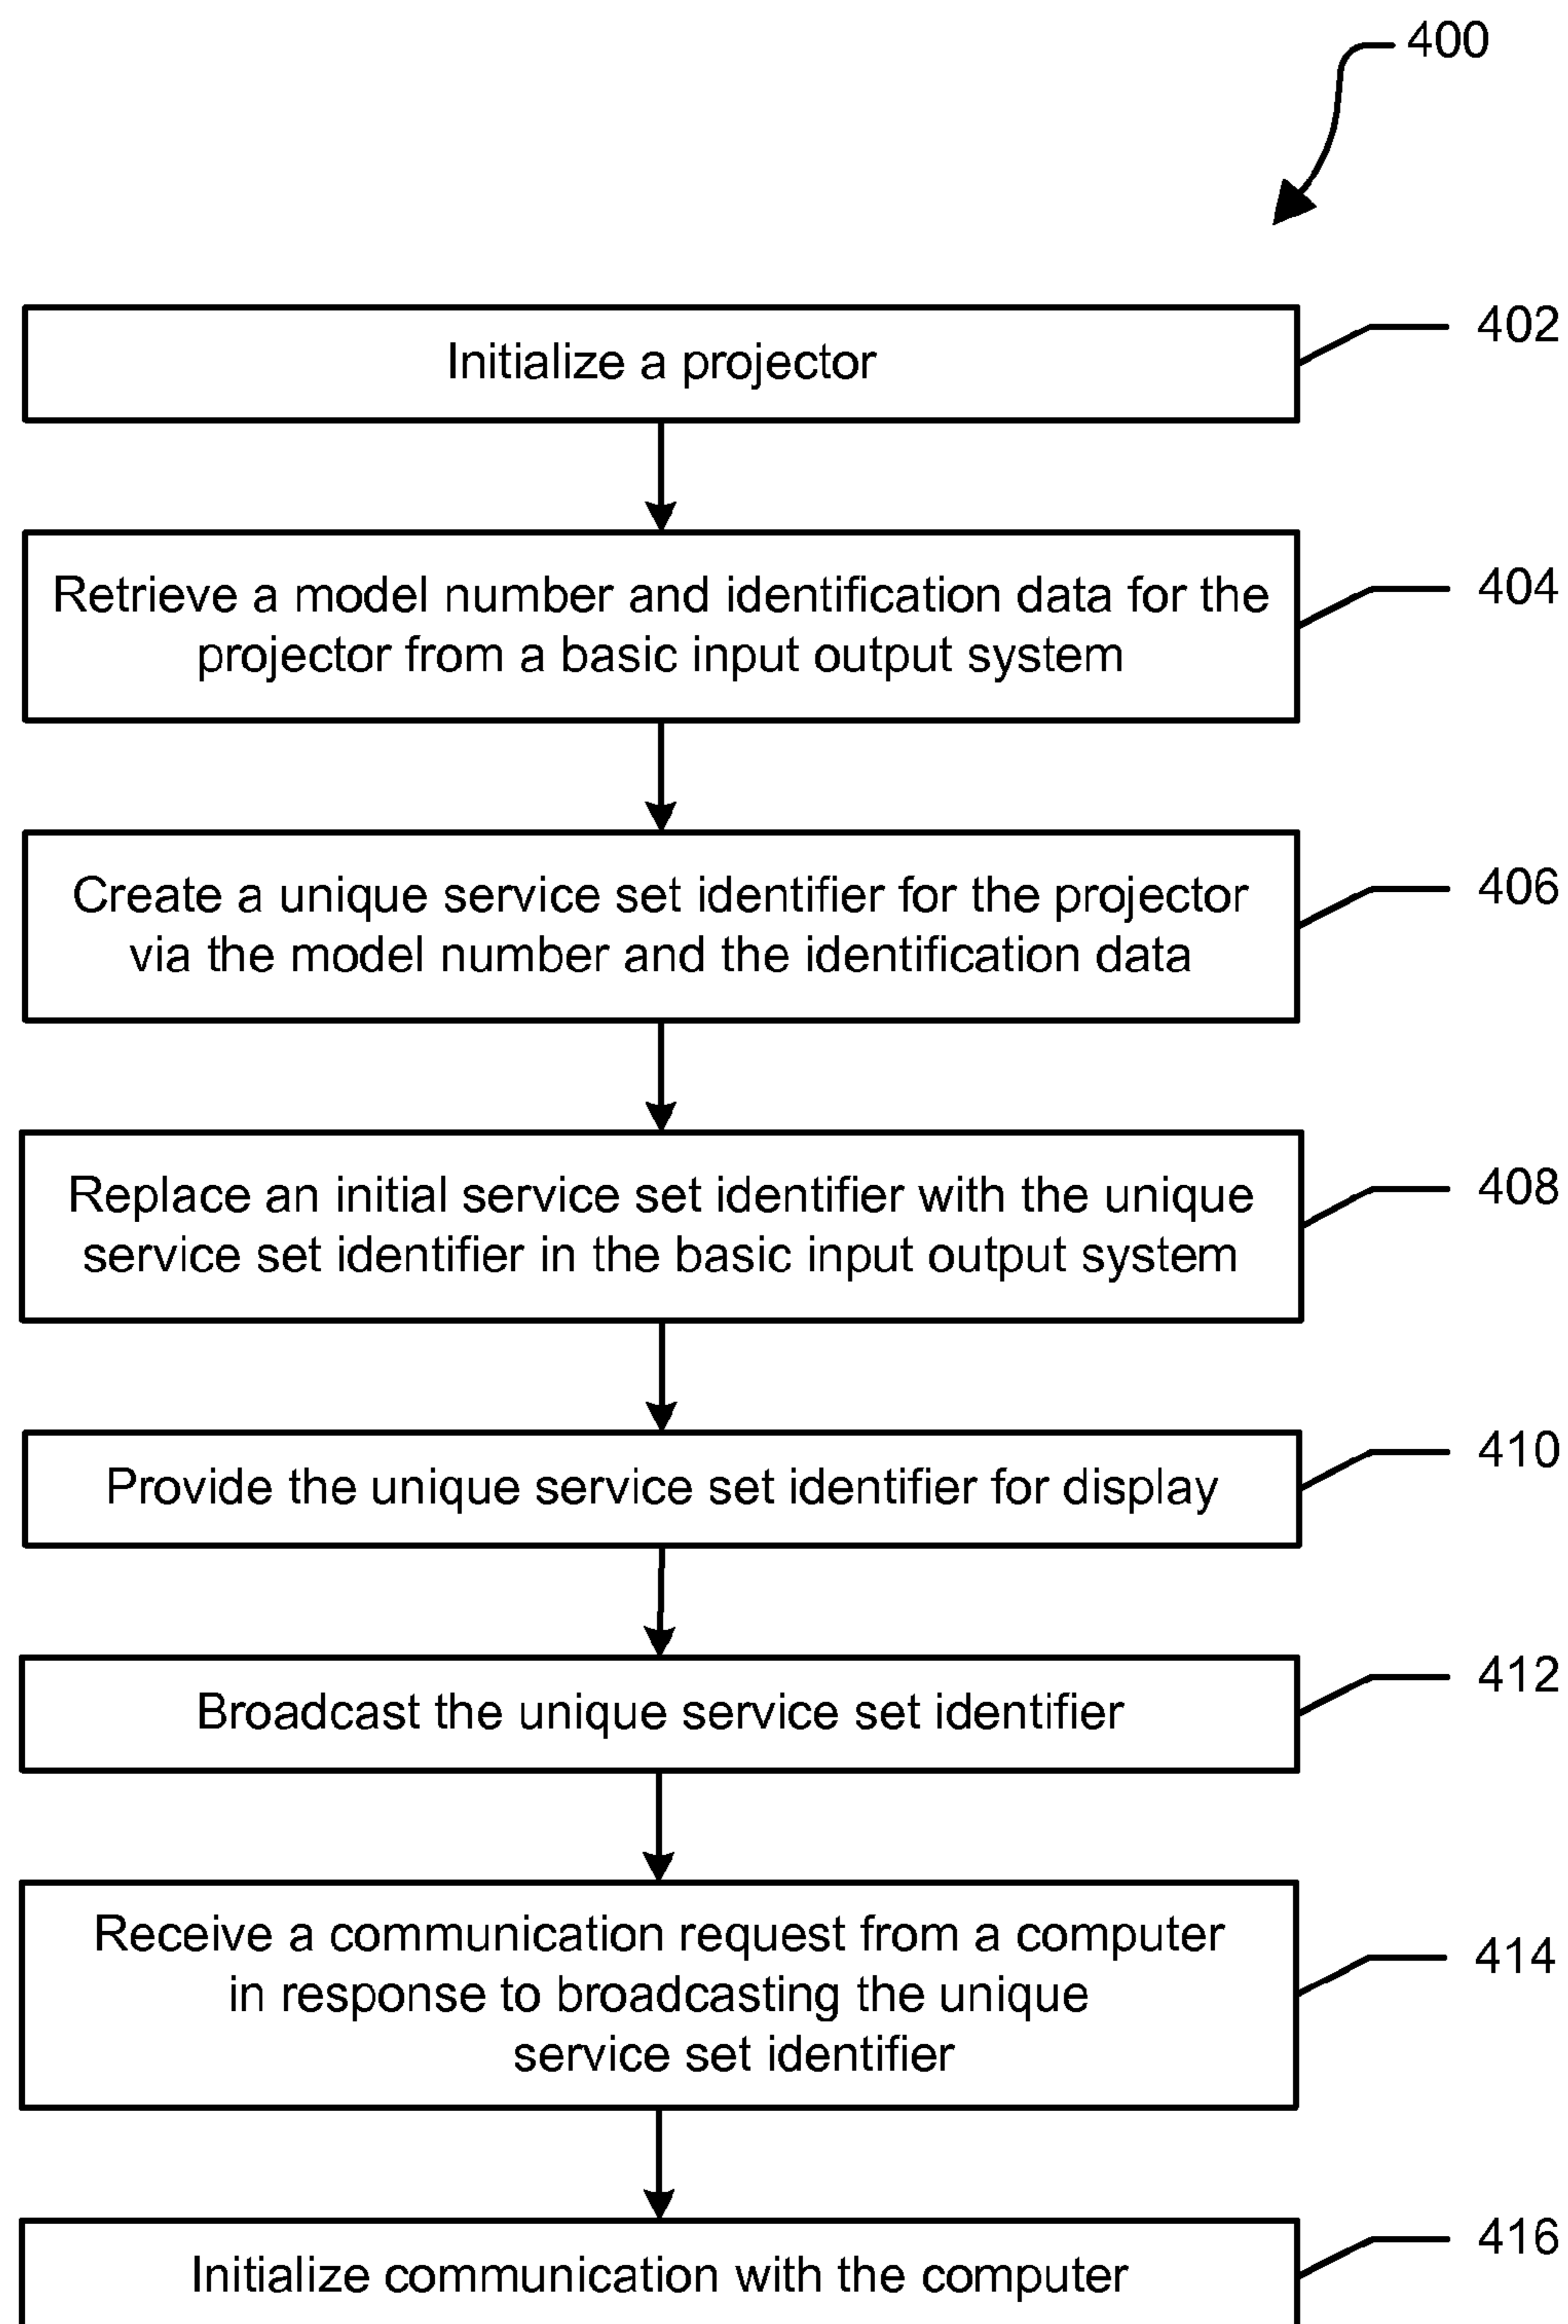 400
Initialize a projector
402
Retrieve a model number and identification data for the
projector from a basic input output system
404
Create a unique service set identifier for the projector
via the model number and the identification data
406
Replace an initial service set identifier with the unique
service set identifier in the basic input output system
408
Provide the unique service set identifier for display
410
Broadcast the unique service set identifier
412
Receive a communication request from a computer
in response to broadcasting the unique
service set identifier
414
Initialize communication with the computer
416